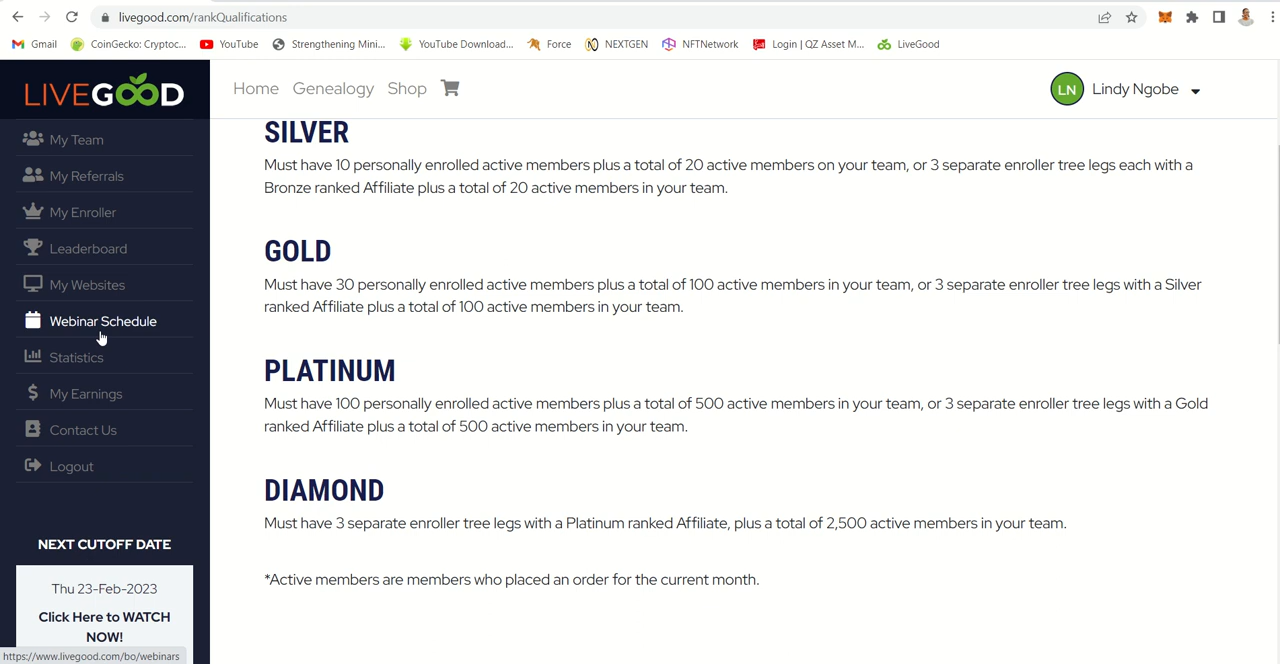 livegood.com/rankQualifications
Gmail
CoinGecko: Cryptoc...
YouTube
Strengthening Mini...
YouTube Download...
Force
NEXTGEN
NFTNetwork
Login | QZ Asset M...
LiveGood
LIVEGOOD
Home
Genealogy
Shop
LN
Lindy Ngobe
My Team
My Referrals
My Enroller
Leaderboard
My Websites
Webinar Schedule
Statistics
My Earnings
Contact Us
Logout
NEXT CUTOFF DATE
Thu 23-Feb-2023
Click Here to WATCH
NOW!
https://www.livegood.com/bo/webinars
SILVER
Must have 10 personally enrolled active members plus a total of 20 active members on your team, or 3 separate enroller tree legs each with a
Bronze ranked Affiliate plus a total of 20 active members in your team.
GOLD
Must have 30 personally enrolled active members plus a total of 100 active members in your team, or 3 separate enroller tree legs with a Silver
ranked Affiliate plus a total of 100 active members in your team.
PLATINUM
Must have 100 personally enrolled active members plus a total of 500 active members in your team, or 3 separate enroller tree legs with a Gold
ranked Affiliate plus a total of 500 active members in your team.
DIAMOND
Must have 3 separate enroller tree legs with a Platinum ranked Affiliate, plus a total of 2,500 active members in your team.
*Active members are members who placed an order for the current month.